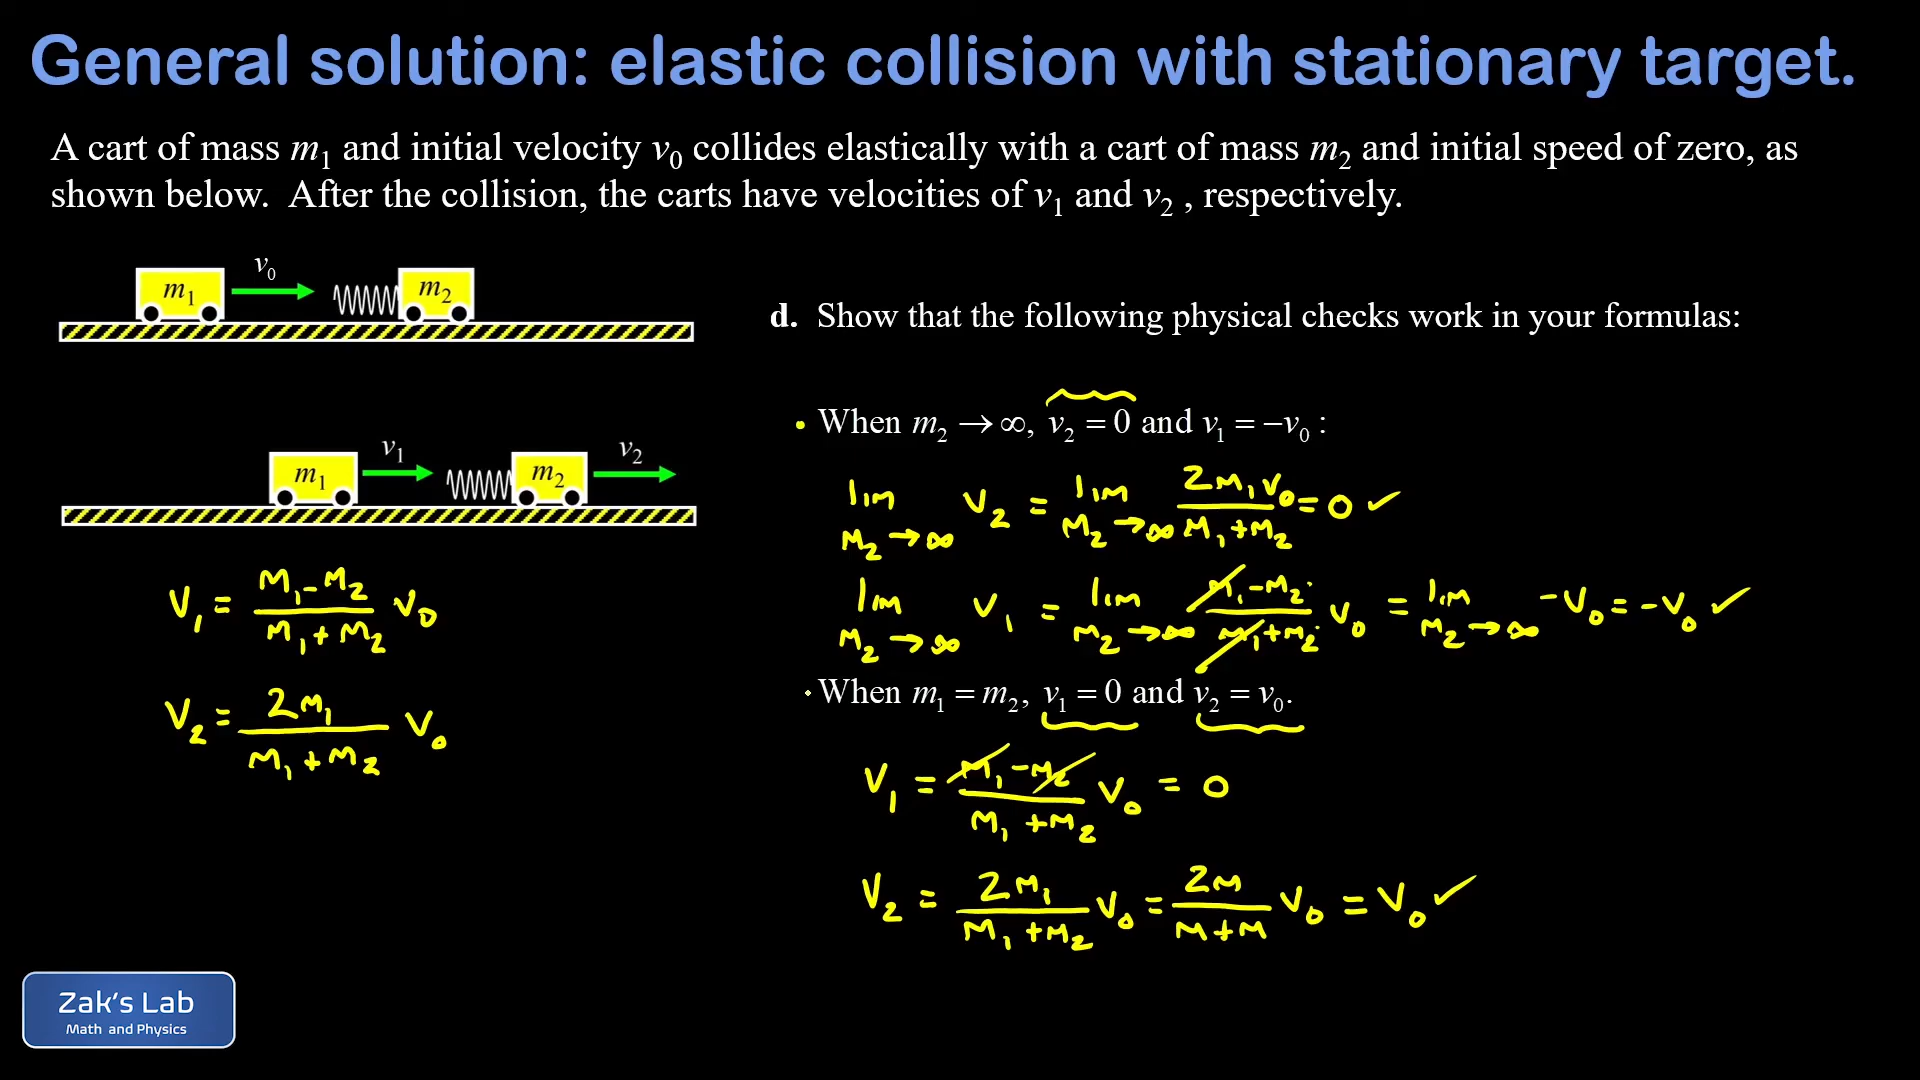 General solution: elastic collision with stationary target.
A cart of mass m₁ and initial velocity v₀ collides elastically with a cart of mass m₂ and initial speed of zero, as
shown below. After the collision, the carts have velocities of v₁ and v₂ , respectively.
m₁ v₀ m₂
m₁ v₁ m₂ v₂
v₁ = (m₁ - m₂)/(m₁ + m₂) v₀
v₂ = 2m₁/(m₁ + m₂) v₀
d. Show that the following physical checks work in your formulas:
• When m₂ → ∞, v₂ = 0 and v₁ = −v₀ :
lim m₂→∞ v₂ = lim m₂→∞ 2m₁v₀/(m₁+m₂) = 0 ✓
lim m₂→∞ v₁ = lim m₂→∞ (m₁-m₂)/(m₁+m₂) v₀ = lim m₂→∞ -v₀ = -v₀ ✓
• When m₁ = m₂, v₁ = 0 and v₂ = v₀.
v₁ = (m₁ - m₂)/(m₁ + m₂) v₀ = 0
v₂ = 2m₁/(m₁ + m₂) v₀ = 2m/(m+m) v₀ = v₀ ✓
Zak's Lab
Math and Physics